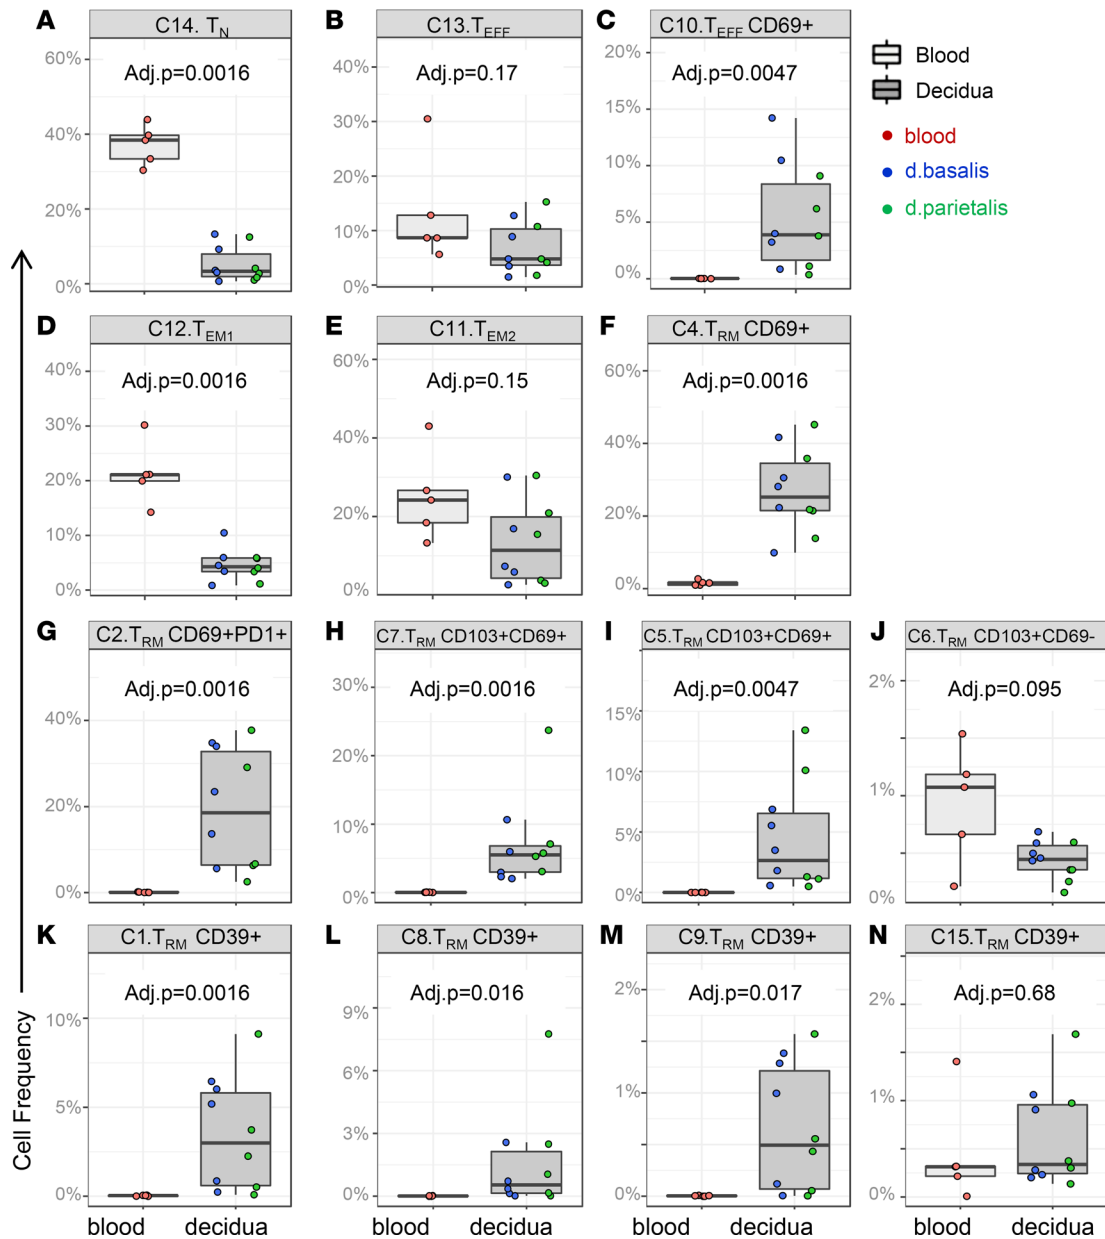 A
C14. TN
60%
40%
20%
0%
Adj.p=0.0016
B
C13.TEFF
40%
30%
20%
10%
0%
Adj.p=0.17
C
C10.TEFF CD69+
20%
15%
10%
5%
0%
Adj.p=0.0047
Blood
Decidua
blood
d.basalis
d.parietalis
D
C12.TEM1
40%
30%
20%
10%
0%
Adj.p=0.0016
E
C11.TEM2
60%
40%
20%
0%
Adj.p=0.15
F
C4.TRM CD69+
60%
40%
20%
0%
Adj.p=0.0016
G
C2.TRM CD69+PD1+
40%
20%
0%
Adj.p=0.0016
H
C7.TRM CD103+CD69+
30%
20%
10%
0%
Adj.p=0.0016
I
C5.TRM CD103+CD69+
15%
10%
5%
0%
Adj.p=0.0047
J
C6.TRM CD103+CD69-
2%
1%
0%
Adj.p=0.095
K
C1.TRM CD39+
10%
5%
0%
Adj.p=0.0016
L
C8.TRM CD39+
9%
6%
3%
0%
Adj.p=0.016
M
C9.TRM CD39+
2%
1%
0%
Adj.p=0.017
N
C15.TRM CD39+
2%
1%
0%
Adj.p=0.68
Cell Frequency
blood decidua
blood decidua
blood decidua
blood decidua